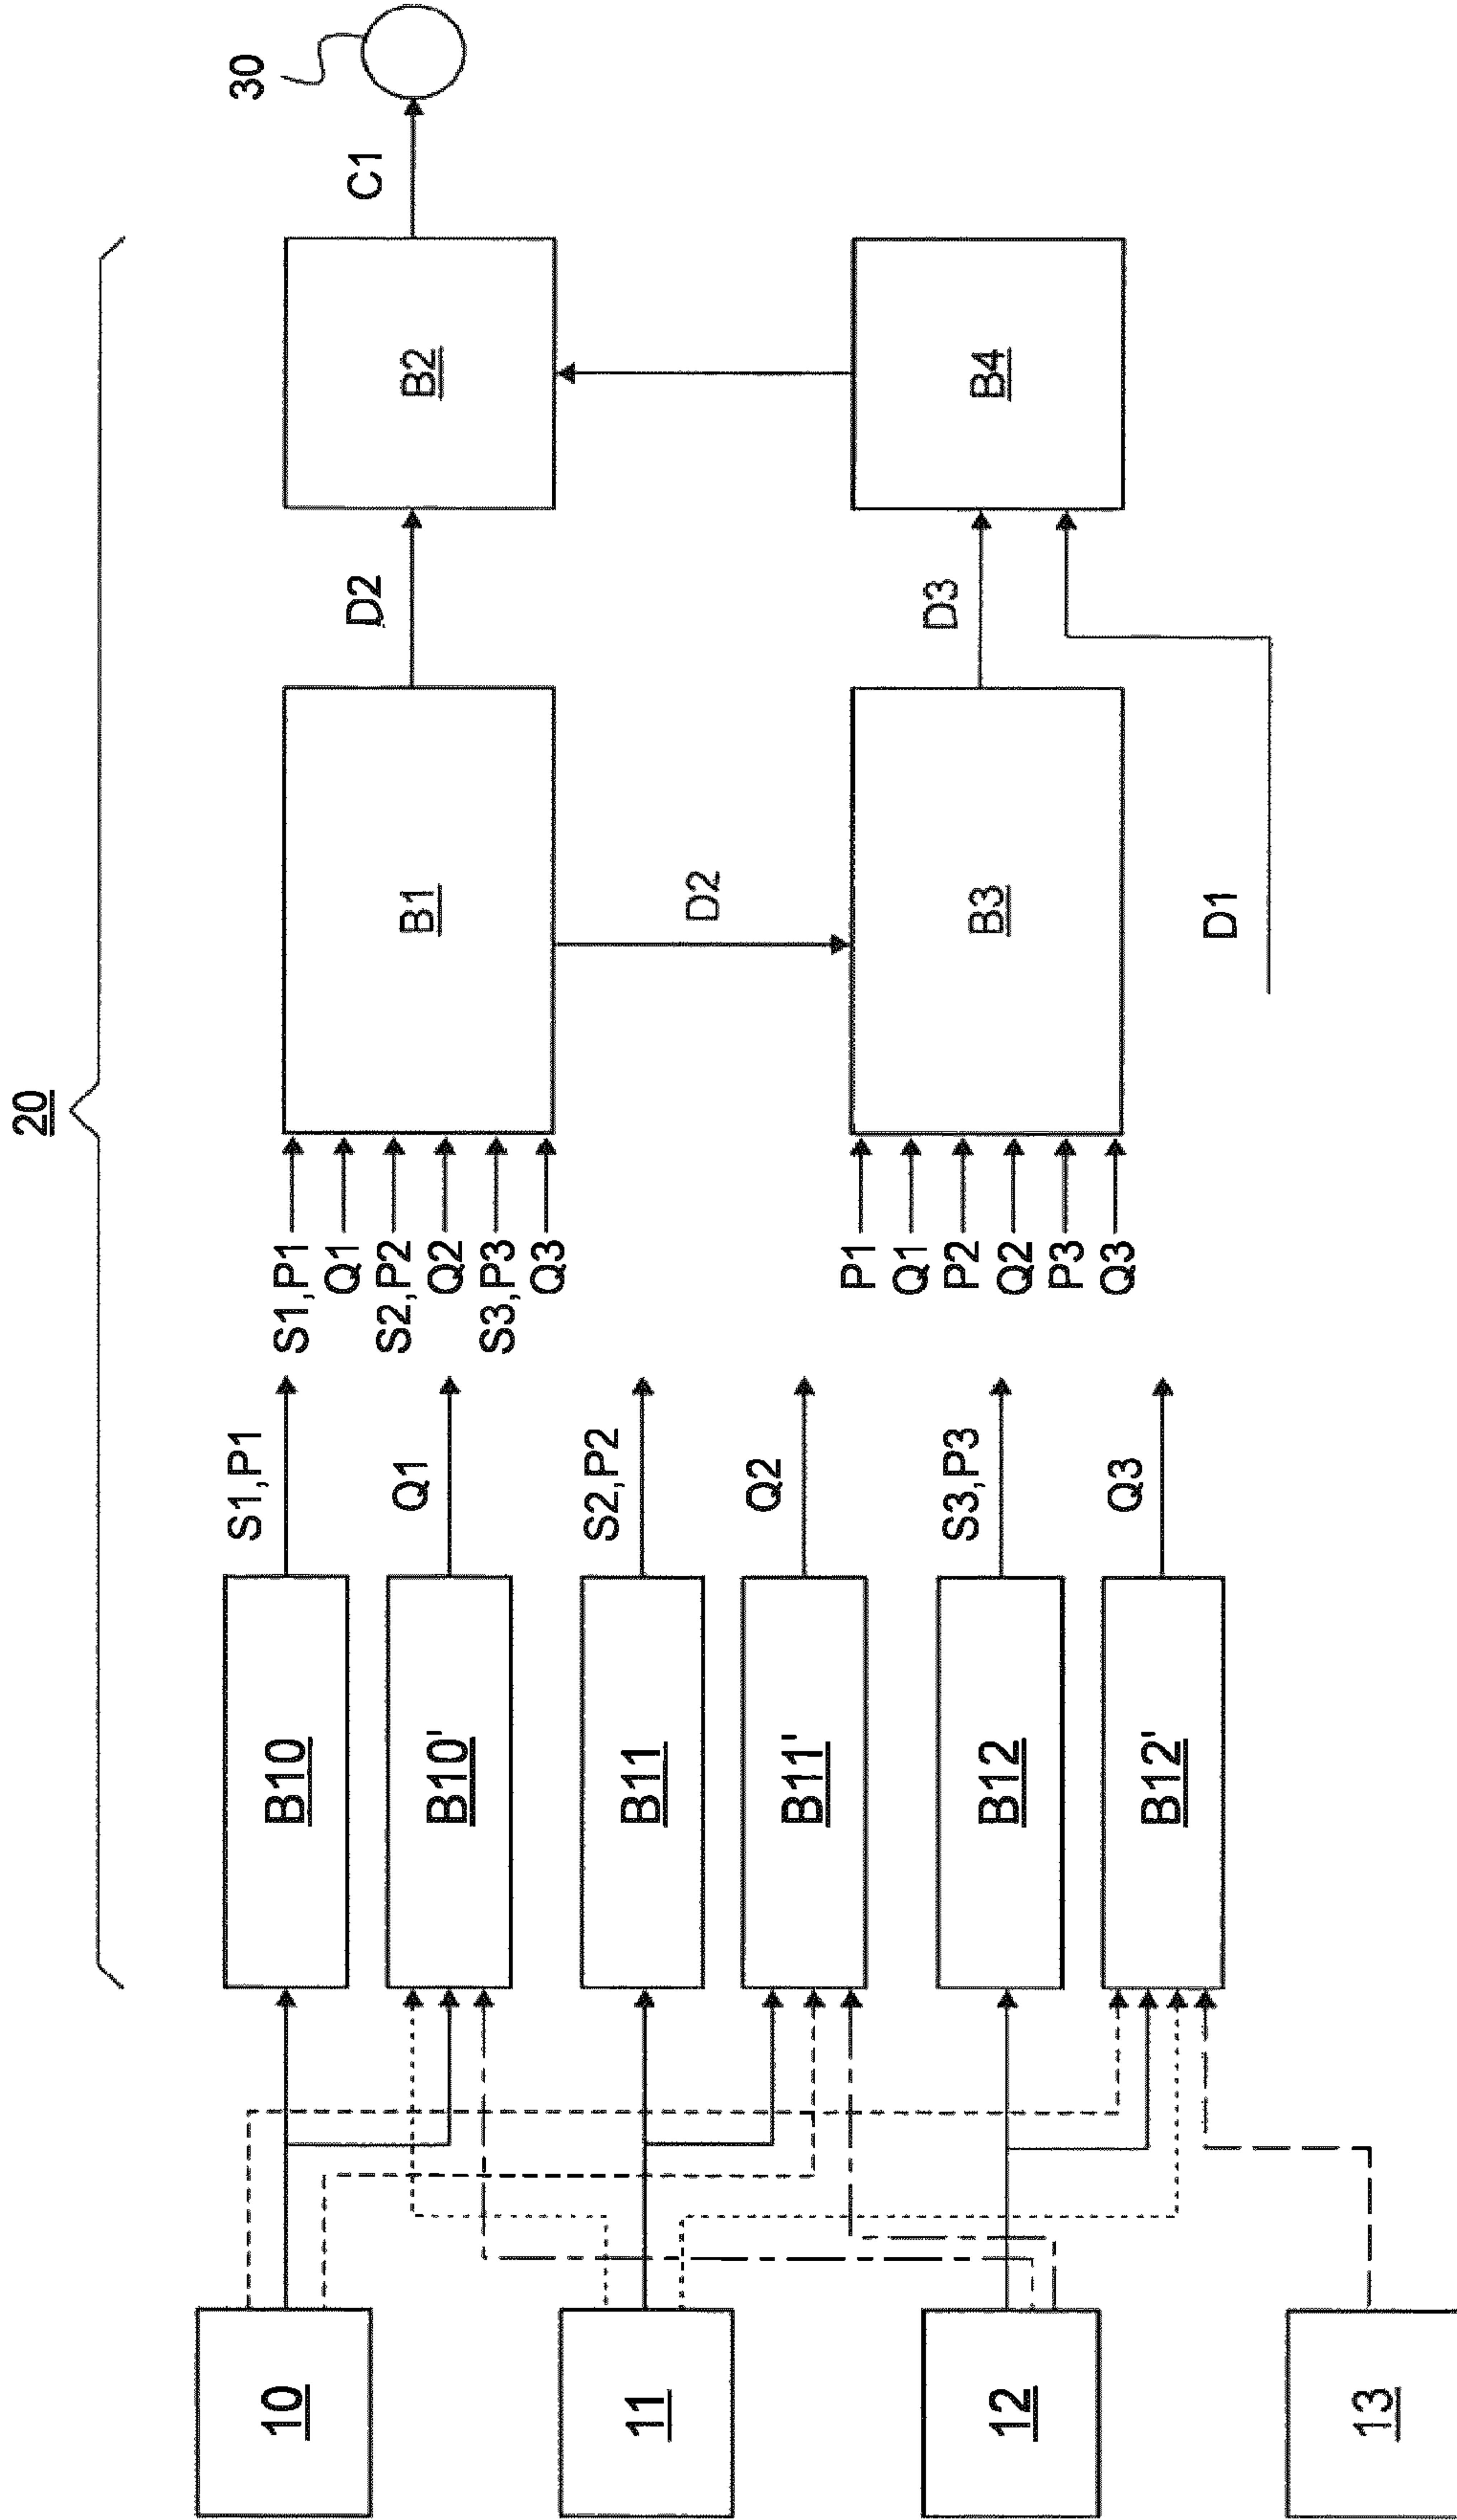 20
30
C1
B2
B4
D2
D3
B1
D2
B3
D1
S1,P1
Q1
S2,P2
Q2
S3,P3
Q3
P1
Q1
P2
Q2
P3
Q3
S1,P1
Q1
S2,P2
Q2
S3,P3
Q3
B10
B10'
B11
B11'
B12
B12'
10
11
12
13